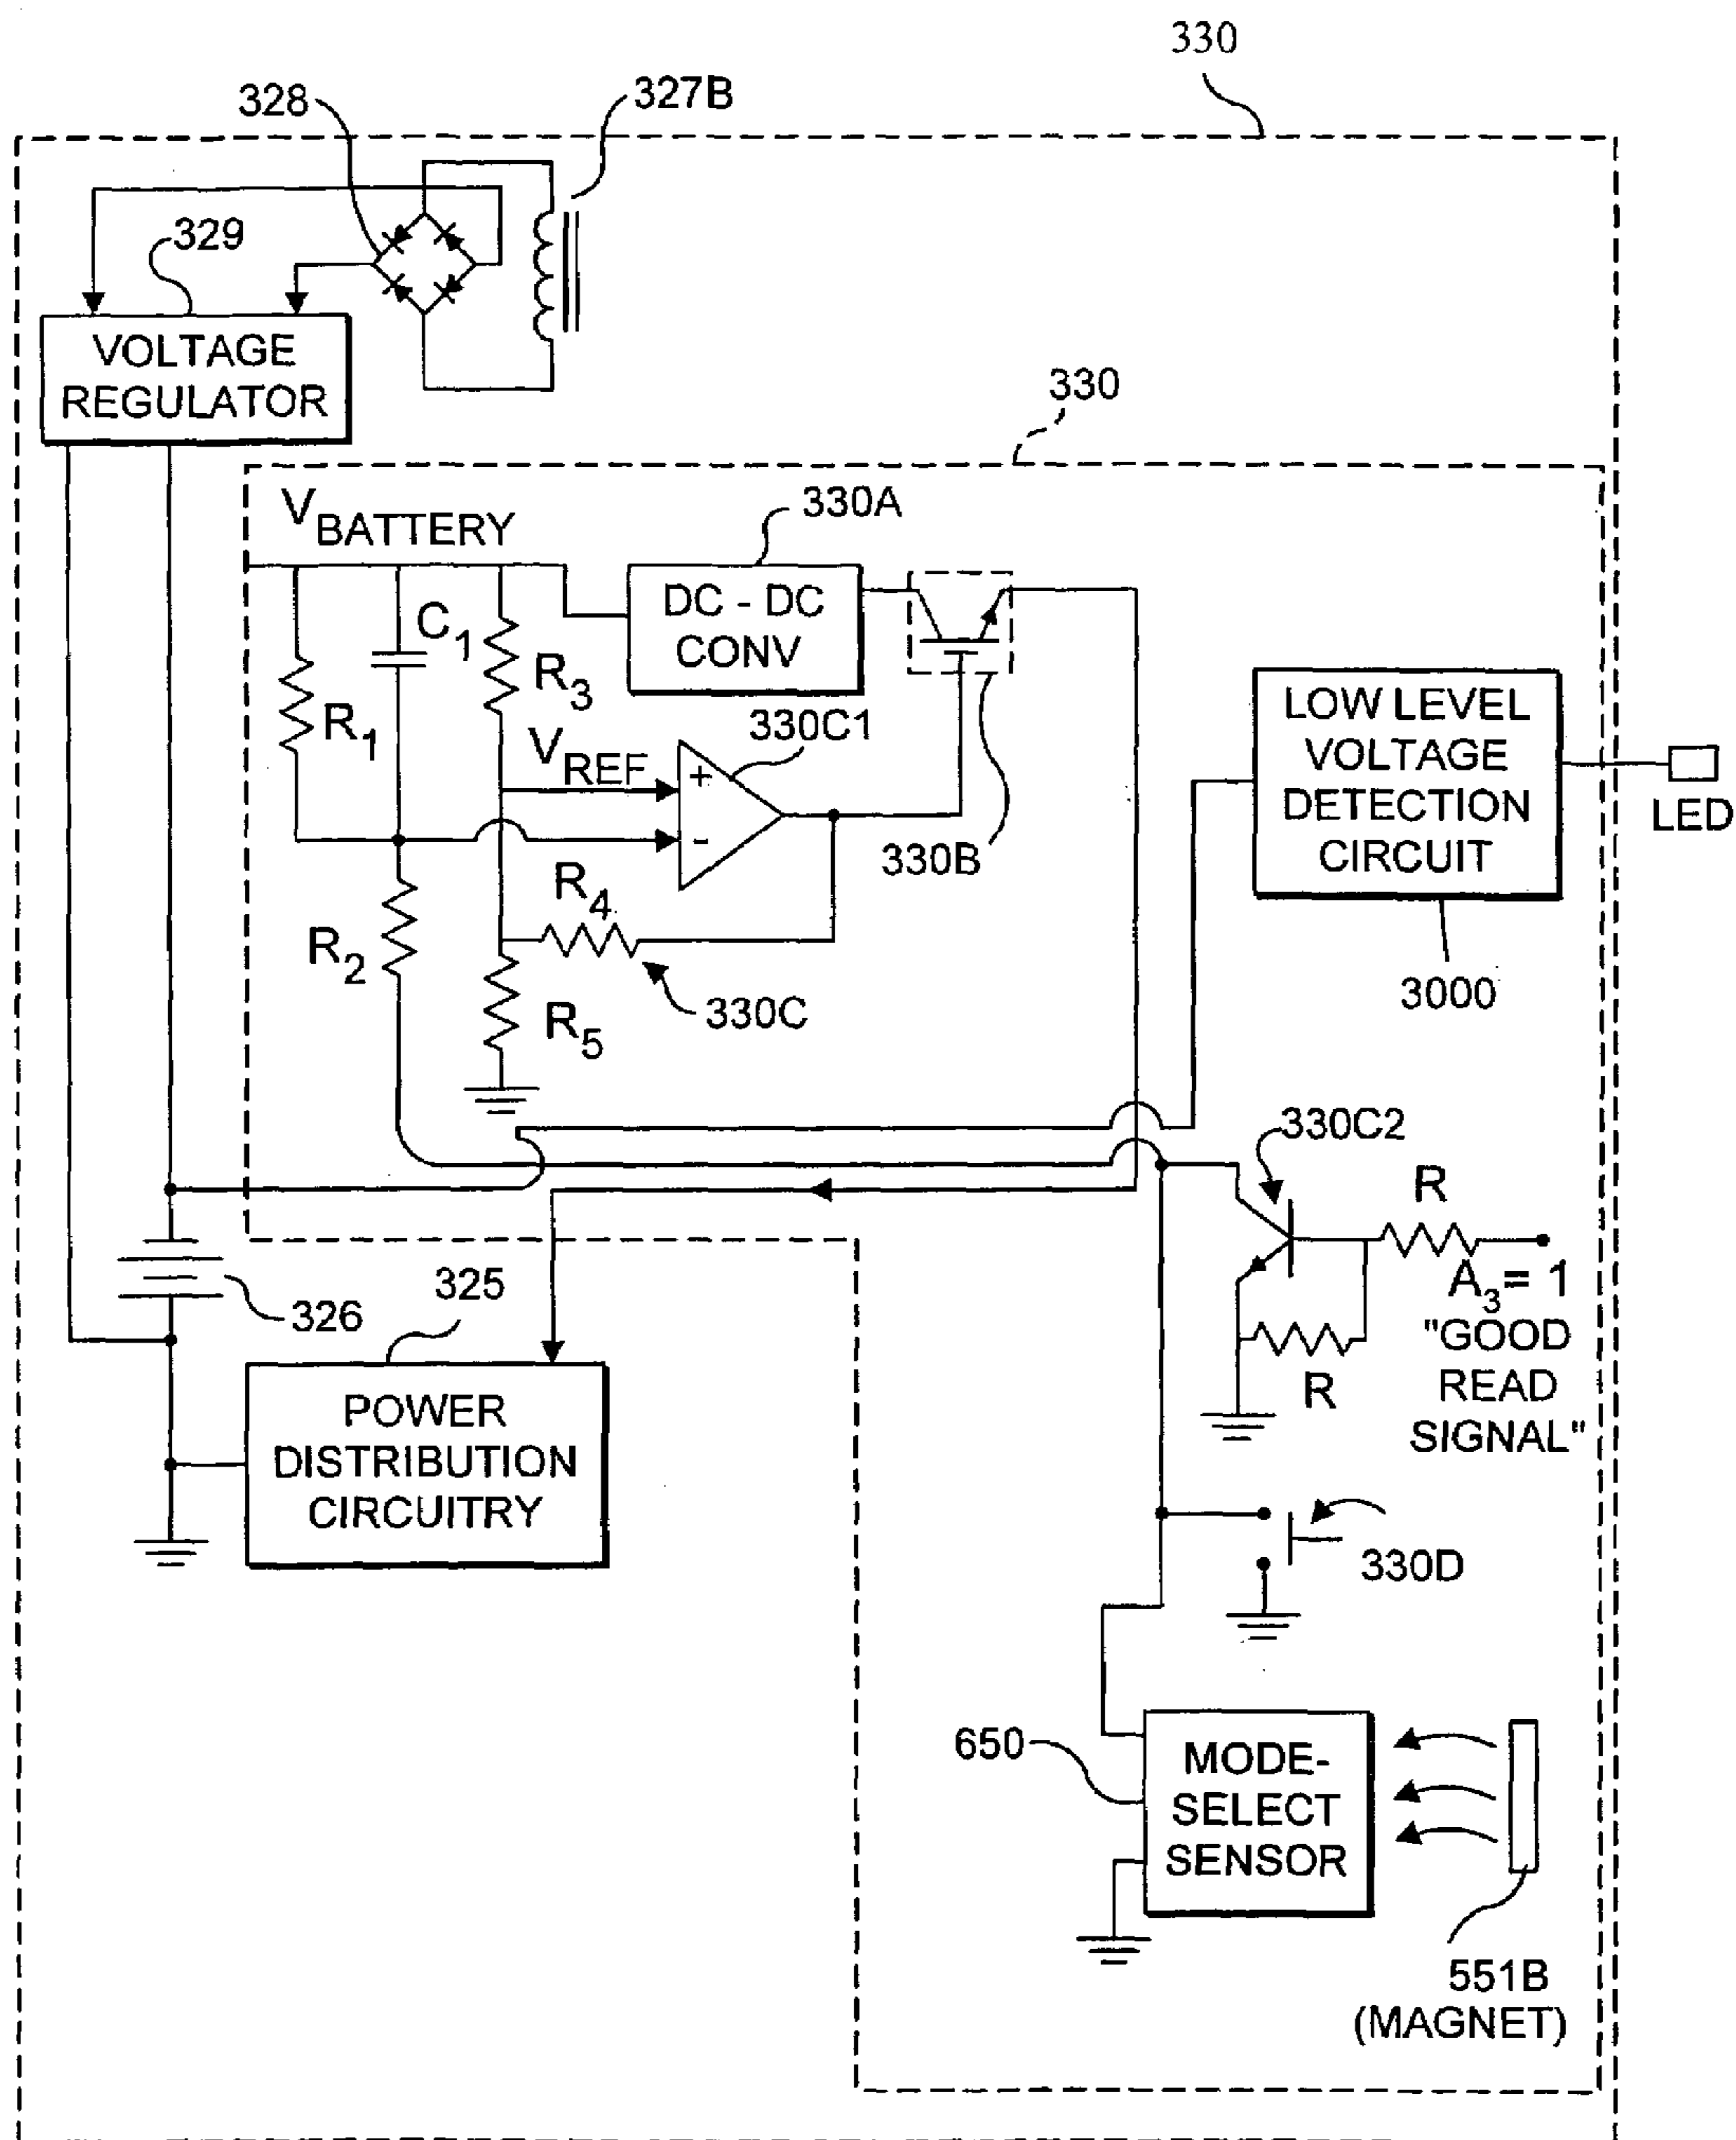 330
328
327B
329
VOLTAGE
REGULATOR
330
V BATTERY
330A
DC - DC
CONV
C1
R3
R1
330C1
VREF
+
-
330B
LOW LEVEL
VOLTAGE
DETECTION
CIRCUIT
LED
R4
R2
330C
R5
3000
330C2
R
A3 = 1
"GOOD
READ
SIGNAL"
R
326
325
POWER
DISTRIBUTION
CIRCUITRY
330D
650
MODE-
SELECT
SENSOR
551B
(MAGNET)